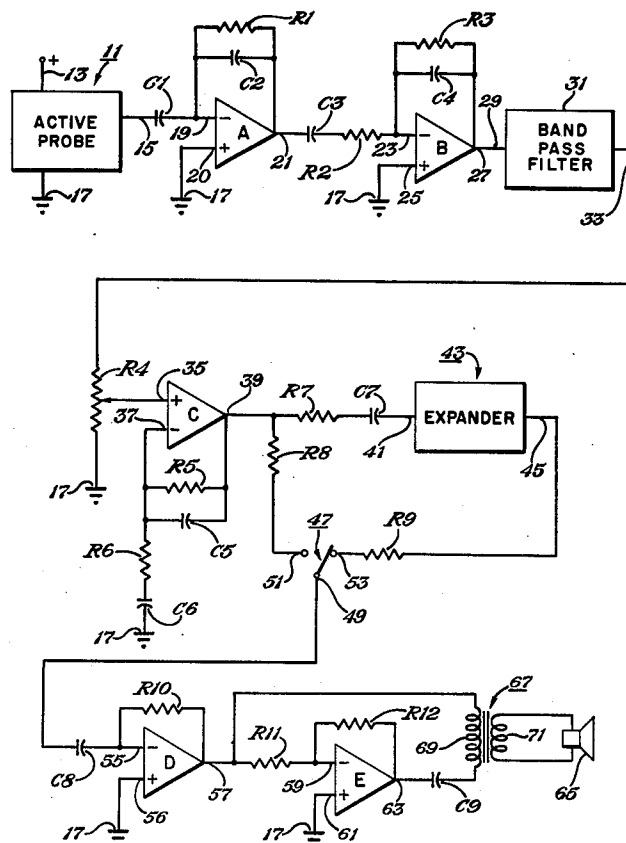 R1
R3
+
13
11
C1
C2
C4
31
ACTIVE
PROBE
15
19
−
A
+
20
21
C3
R2
23
−
B
+
25
27
29
BAND
PASS
FILTER
33
17
17
17
R4
35
+
C
−
37
39
R7
C7
43
EXPANDER
41
45
R5
R8
C5
R6
47
R9
51
53
49
17
C6
17
R10
67
R11
R12
69
71
65
C8
55
−
D
+
56
57
59
−
E
+
61
63
C9
17
17